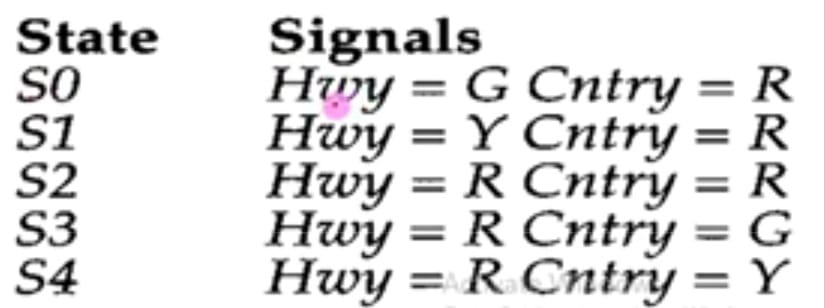 State Signals
S0 Hwy = G Cntry = R
S1 Hwy = Y Cntry = R
S2 Hwy = R Cntry = R
S3 Hwy = R Cntry = G
S4 Hwy = R Cntry = Y